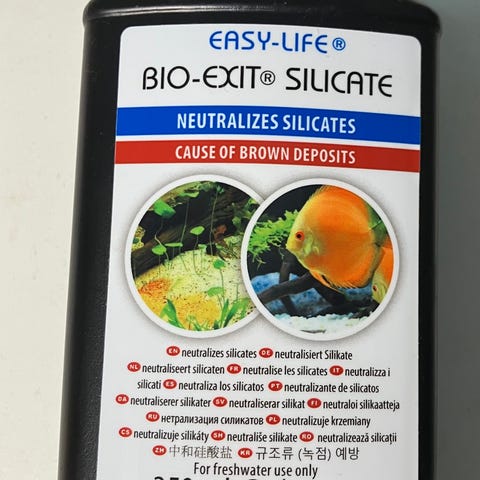 EASY-LIFE®
BIO-EXIT® SILICATE
NEUTRALIZES SILICATES
CAUSE OF BROWN DEPOSITS
EN neutralizes silicates DE neutralisiert Silikate
NL neutraliseert silicaten FR neutralise les silicates IT neutralizza i
silicati ES neutraliza los silicatos PT neutralizante de silicatos
DA neutraliserer silikater SV neutraliserar silikat FI neutraloi silikaatteja
RU нетрализация силикатов PL neutralizuje krzemiany
CS neutralizuje silikáty SH neutrališe silikate RO neutralizează silicații
ZH 中和硅酸盐 KR 규조류 (녹점) 예방
For freshwater use only